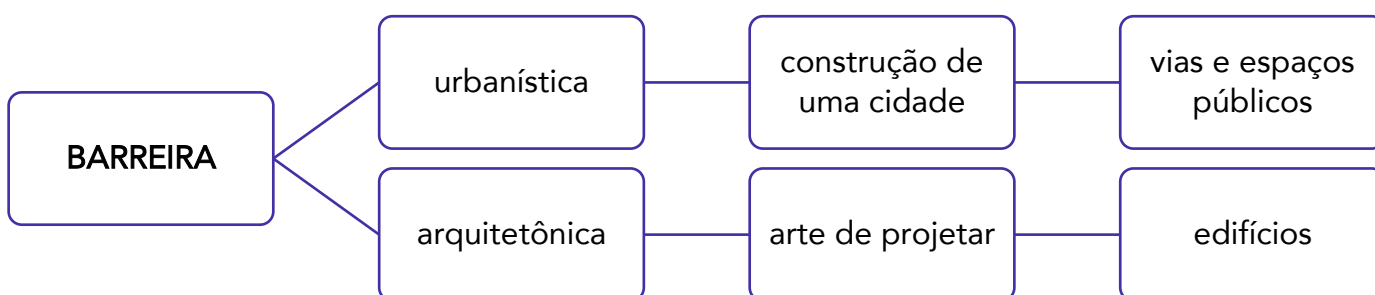 BARREIRA
urbanística
construção de
uma cidade
vias e espaços
públicos
arquitetônica
arte de projetar
edifícios